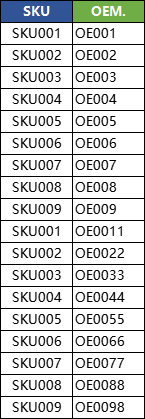 SKU OEM.
SKU001 OE001
SKU002 OE002
SKU003 OE003
SKU004 OE004
SKU005 OE005
SKU006 OE006
SKU007 OE007
SKU008 OE008
SKU009 OE009
SKU001 OE0011
SKU002 OE0022
SKU003 OE0033
SKU004 OE0044
SKU005 OE0055
SKU006 OE0066
SKU007 OE0077
SKU008 OE0088
SKU009 OE0098